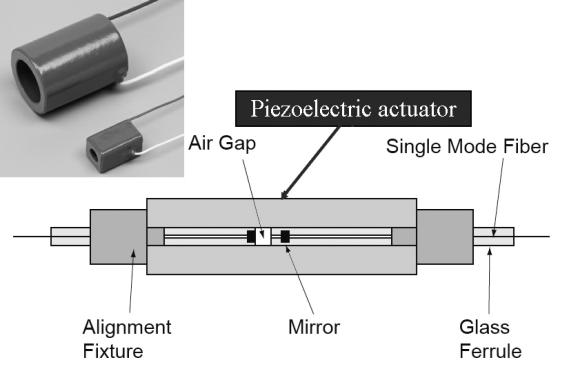 Piezoelectric actuator
Air Gap
Single Mode Fiber
Alignment
Fixture
Mirror
Glass
Ferrule